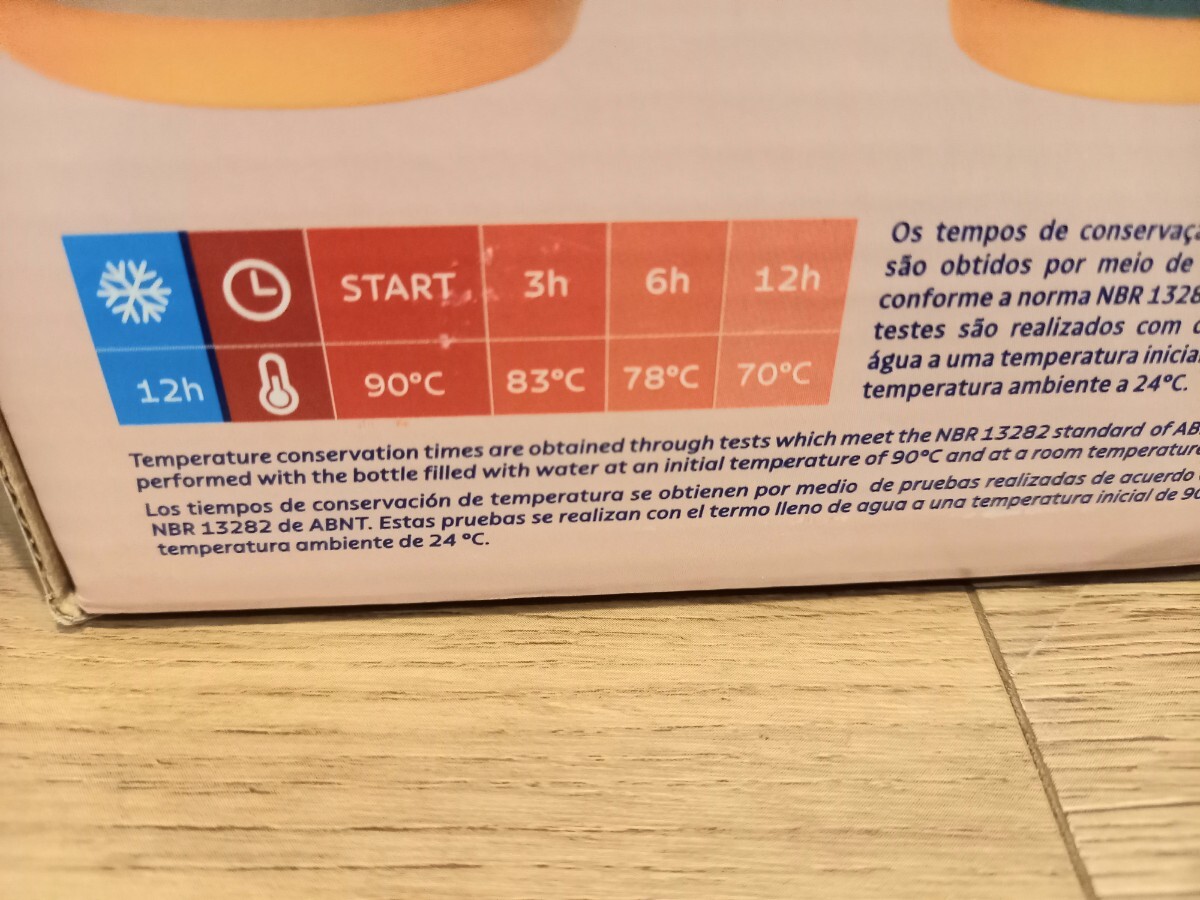 START 3h 6h 12h
12h 90°C 83°C 78°C 70°C
Os tempos de
são obtidos por meio de
conforme a norma NBR
testes são realizados com
água a uma temperatura
temperatura ambiente a 24°C.
Temperature conservation times are obtained through tests which meet the NBR 13282 standard of
performed with the bottle filled with water at an initial temperature of 90°C and at a room temperature
Los tiempos de conservación de temperatura se obtienen por medio de pruebas realizadas de acuerdo
NBR 13282 de ABNT. Estas pruebas se realizan con el termo lleno de agua a una temperatura inicial de
temperatura ambiente de 24 °C.